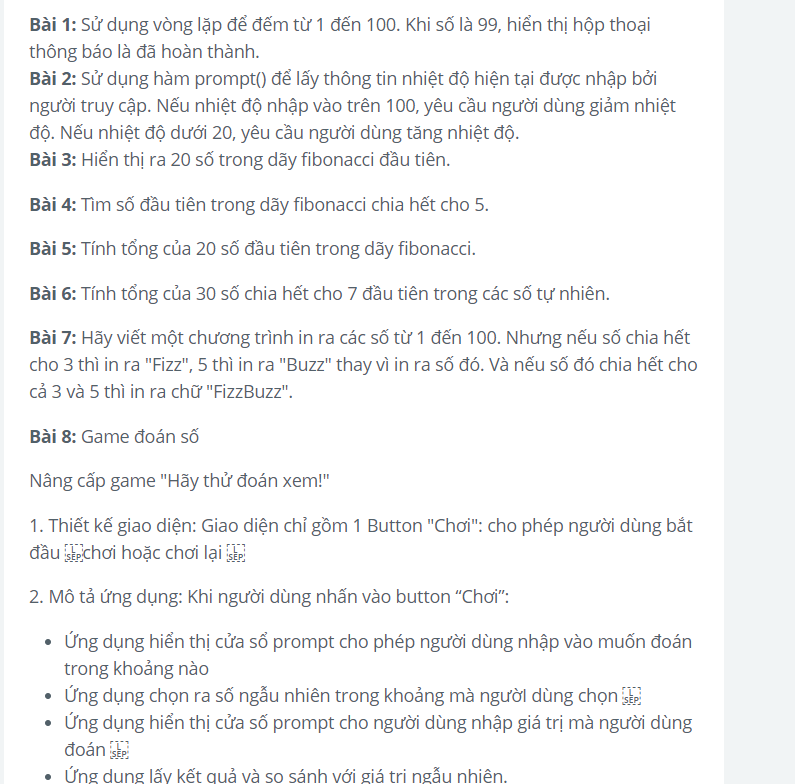 Bài 1: Sử dụng vòng lặp để đếm từ 1 đến 100. Khi số là 99, hiển thị hộp thoại
thông báo là đã hoàn thành.
Bài 2: Sử dụng hàm prompt() để lấy thông tin nhiệt độ hiện tại được nhập bởi
người truy cập. Nếu nhiệt độ nhập vào trên 100, yêu cầu người dùng giảm nhiệt
độ. Nếu nhiệt độ dưới 20, yêu cầu người dùng tăng nhiệt độ.
Bài 3: Hiển thị ra 20 số trong dãy fibonacci đầu tiên.
Bài 4: Tìm số đầu tiên trong dãy fibonacci chia hết cho 5.
Bài 5: Tính tổng của 20 số đầu tiên trong dãy fibonacci.
Bài 6: Tính tổng của 30 số chia hết cho 7 đầu tiên trong các số tự nhiên.
Bài 7: Hãy viết một chương trình in ra các số từ 1 đến 100. Nhưng nếu số chia hết
cho 3 thì in ra "Fizz", 5 thì in ra "Buzz" thay vì in ra số đó. Và nếu số đó chia hết cho
cả 3 và 5 thì in ra chữ "FizzBuzz".
Bài 8: Game đoán số
Nâng cấp game "Hãy thử đoán xem!"
1. Thiết kế giao diện: Giao diện chỉ gồm 1 Button "Chơi": cho phép người dùng bắt
đầu L SEP chơi hoặc chơi lại L SEP
2. Mô tả ứng dụng: Khi người dùng nhấn vào button “Chơi”:
• Ứng dụng hiển thị cửa sổ prompt cho phép người dùng nhập vào muốn đoán
trong khoảng nào
• Ứng dụng chọn ra số ngẫu nhiên trong khoảng mà ngườI dùng chọn L SEP
• Ứng dụng hiển thị cửa số prompt cho người dùng nhập giá trị mà người dùng
đoán L SEP
• Ứng dụng lấy kết quả và so sánh với giá trị ngẫu nhiên.